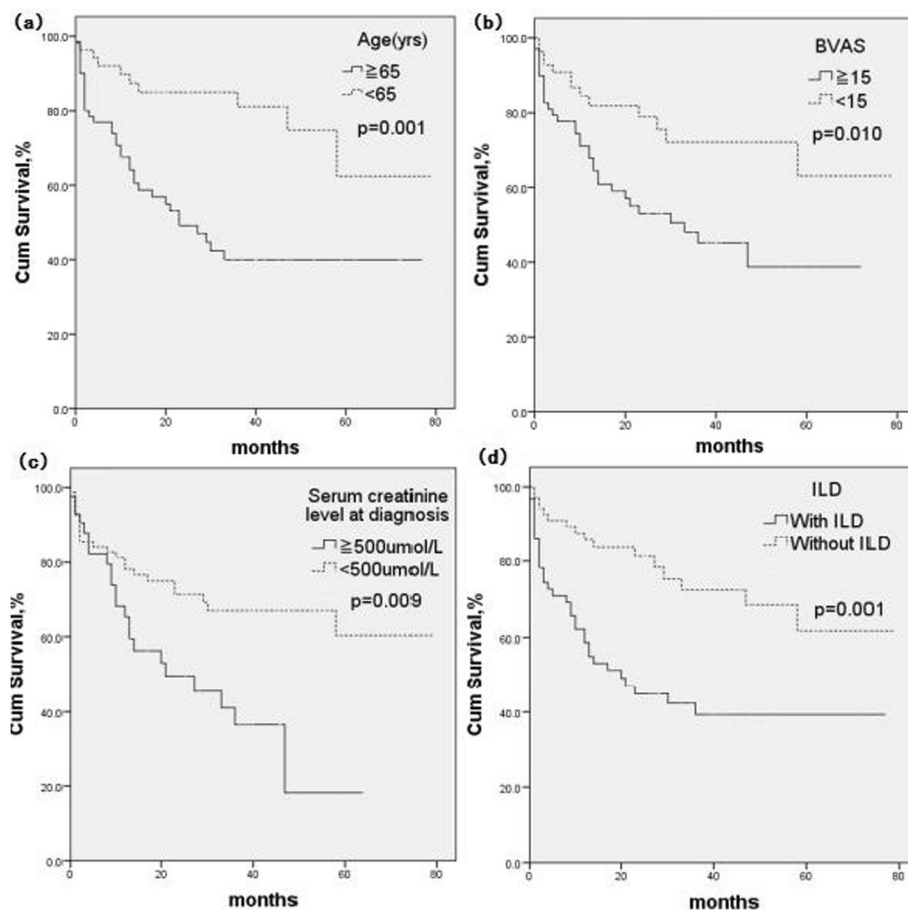 (a)
Age(yrs)
≧65
<65
p=0.001
100.0
80.0
60.0
40.0
20.0
0.0
Cum Survival,%
0 20 40 60 80
months
(b)
BVAS
≧15
<15
p=0.010
100.0
80.0
60.0
40.0
20.0
0.0
Cum Survival,%
0 20 40 60 80
months
(c)
Serum creatinine
level at diagnosis
≧500umol/L
<500umol/L
p=0.009
100.0
80.0
60.0
40.0
20.0
0.0
Cum Survival,%
0 20 40 60 80
months
(d)
ILD
With ILD
Without ILD
p=0.001
100.0
80.0
60.0
40.0
20.0
0.0
Cum Survival,%
0 20 40 60 80
months